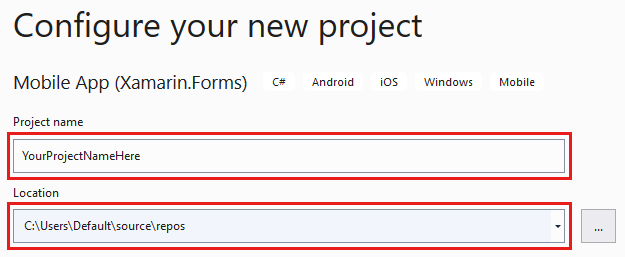 Configure your new project
Mobile App (Xamarin.Forms) C# Android iOS Windows Mobile
Project name
YourProjectNameHere
Location
C:\Users\Default\source\repos
...